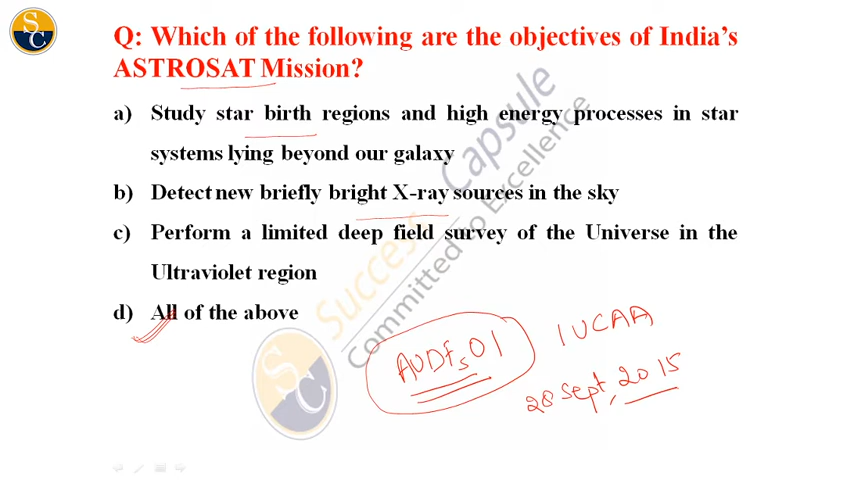 S
C
Q: Which of the following are the objectives of India's
ASTROSAT Mission?
a) Study star birth regions and high energy processes in star
systems lying beyond our galaxy
b) Detect new briefly bright X-ray sources in the sky
c) Perform a limited deep field survey of the Universe in the
Ultraviolet region
d) All of the above
AUDFs01
IUCAA
28 Sept, 2015
Success Capsule
Committed to Excellence
S
C